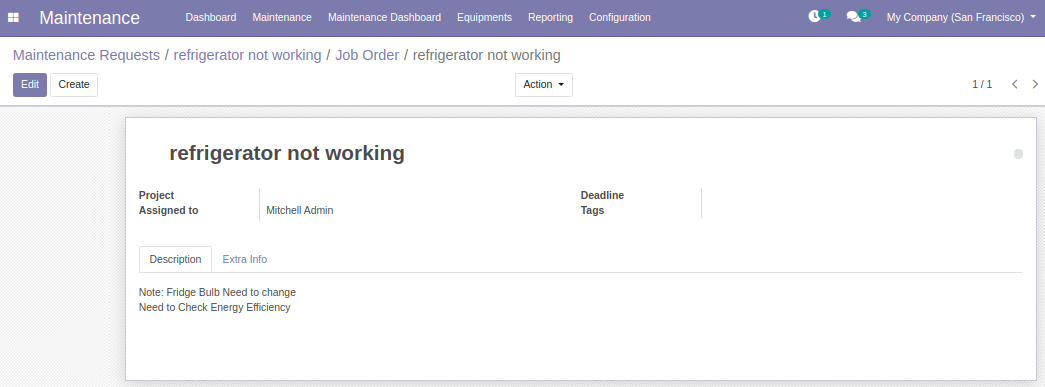 Maintenance Dashboard Maintenance Maintenance Dashboard Equipments Reporting Configuration 1 3 My Company (San Francisco)
Maintenance Requests / refrigerator not working / Job Order / refrigerator not working
Edit Create Action 1 / 1
refrigerator not working
Project Deadline
Assigned to Mitchell Admin Tags
Description Extra Info
Note: Fridge Bulb Need to change
Need to Check Energy Efficiency